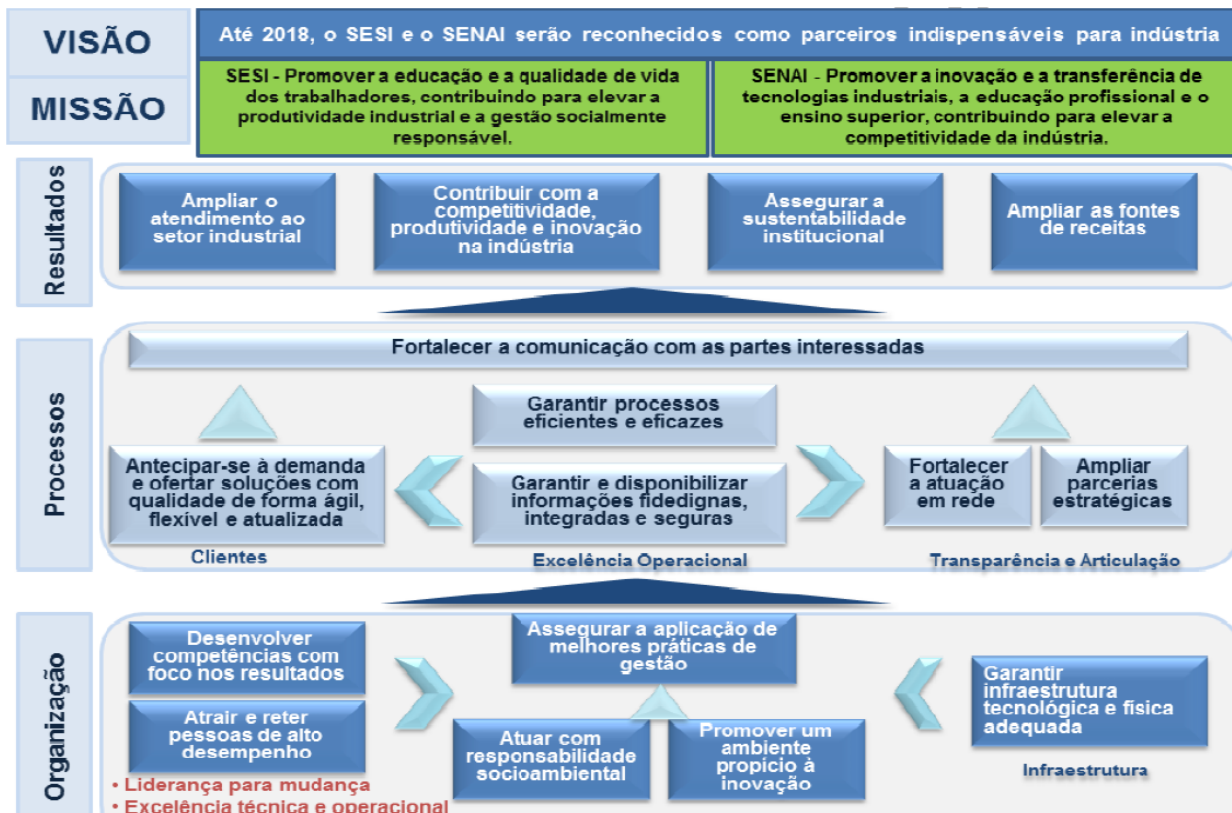 VISÃO
Até 2018, o SESI e o SENAI serão reconhecidos como parceiros indispensáveis para indústria
MISSÃO
SESI - Promover a educação e a qualidade de vida
dos trabalhadores, contribuindo para elevar a
produtividade industrial e a gestão socialmente
responsável.
SENAI - Promover a inovação e a transferência de
tecnologias industriais, a educação profissional e o
ensino superior, contribuindo para elevar a
competitividade da indústria.
Resultados
Ampliar o
atendimento ao
setor industrial
Contribuir com a
competitividade,
produtividade e inovação
na indústria
Assegurar a
sustentabilidade
institucional
Ampliar as fontes
de receitas
Processos
Fortalecer a comunicação com as partes interessadas
Antecipar-se à demanda
e ofertar soluções com
qualidade de forma ágil,
flexível e atualizada
Clientes
Garantir processos
eficientes e eficazes
Garantir e disponibilizar
informações fidedignas,
integradas e seguras
Excelência Operacional
Fortalecer
a atuação
em rede
Ampliar
parcerias
estratégicas
Transparência e Articulação
Organização
Desenvolver
competências com
foco nos resultados
Atrair e reter
pessoas de alto
desempenho
• Liderança para mudança
• Excelência técnica e operacional
Assegurar a aplicação de
melhores práticas de
gestão
Atuar com
responsabilidade
socioambiental
Promover um
ambiente
propício à
inovação
Garantir
infraestrutura
tecnológica e física
adequada
Infraestrutura